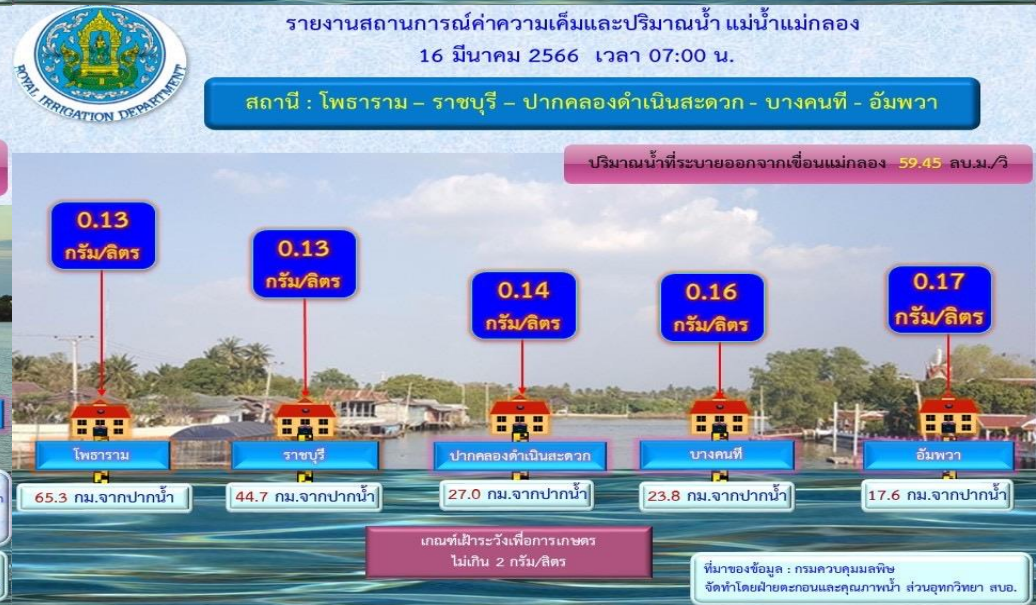 รายงานสถานการณ์ค่าความเค็มและปริมาณน้ำ แม่น้ำแม่กลอง
16 มีนาคม 2566 เวลา 07:00 น.
ROYAL IRRIGATION DEPARTMENT
สถานี : โพธาราม – ราชบุรี – ปากคลองดำเนินสะดวก - บางคนที - อัมพวา
ปริมาณน้ำที่ระบายออกจากเขื่อนแม่กลอง 59.45 ลบ.ม./วิ
0.13
กรัม/ลิตร
0.13
กรัม/ลิตร
0.14
กรัม/ลิตร
0.16
กรัม/ลิตร
0.17
กรัม/ลิตร
โพธาราม
ราชบุรี
ปากคลองดำเนินสะดวก
บางคนที
อัมพวา
65.3 กม.จากปากน้ำ
44.7 กม.จากปากน้ำ
27.0 กม.จากปากน้ำ
23.8 กม.จากปากน้ำ
17.6 กม.จากปากน้ำ
เกณฑ์เฝ้าระวังเพื่อการเกษตร
ไม่เกิน 2 กรัม/ลิตร
ที่มาของข้อมูล : กรมควบคุมมลพิษ
จัดทำโดยฝ่ายตะกอนและคุณภาพน้ำ ส่วนอุทกวิทยา สบอ.